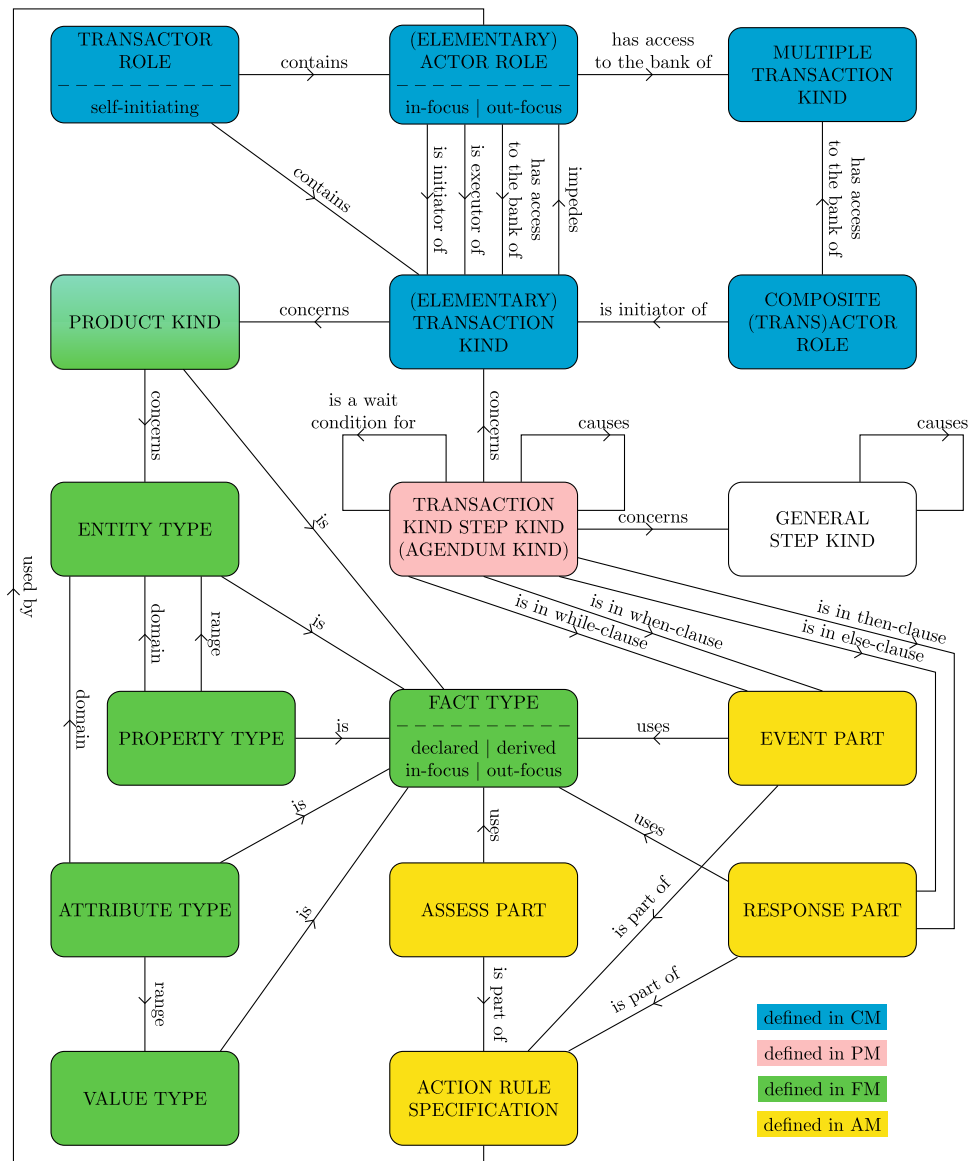 TRANSACTOR
ROLE
self-initiating
contains
(ELEMENTARY)
ACTOR ROLE
in-focus | out-focus
has access
to the bank of
MULTIPLE
TRANSACTION
KIND
contains
is initiator of
is executor of
has access
to the bank of
impedes
has access
to the bank of
PRODUCT KIND
concerns
(ELEMENTARY)
TRANSACTION
KIND
is initiator of
COMPOSITE
(TRANS)ACTOR
ROLE
concerns
is a wait
condition for
concerns
causes
causes
ENTITY TYPE
is
TRANSACTION
KIND STEP KIND
(AGENDUM KIND)
concerns
GENERAL
STEP KIND
used by
domain
domain
range
is
is in while-clause
is in when-clause
is in then-clause
is in else-clause
PROPERTY TYPE
is
FACT TYPE
declared | derived
in-focus | out-focus
uses
EVENT PART
is
uses
uses
ATTRIBUTE TYPE
is
ASSESS PART
is part of
RESPONSE PART
range
is part of
is part of
VALUE TYPE
ACTION RULE
SPECIFICATION
defined in CM
defined in PM
defined in FM
defined in AM